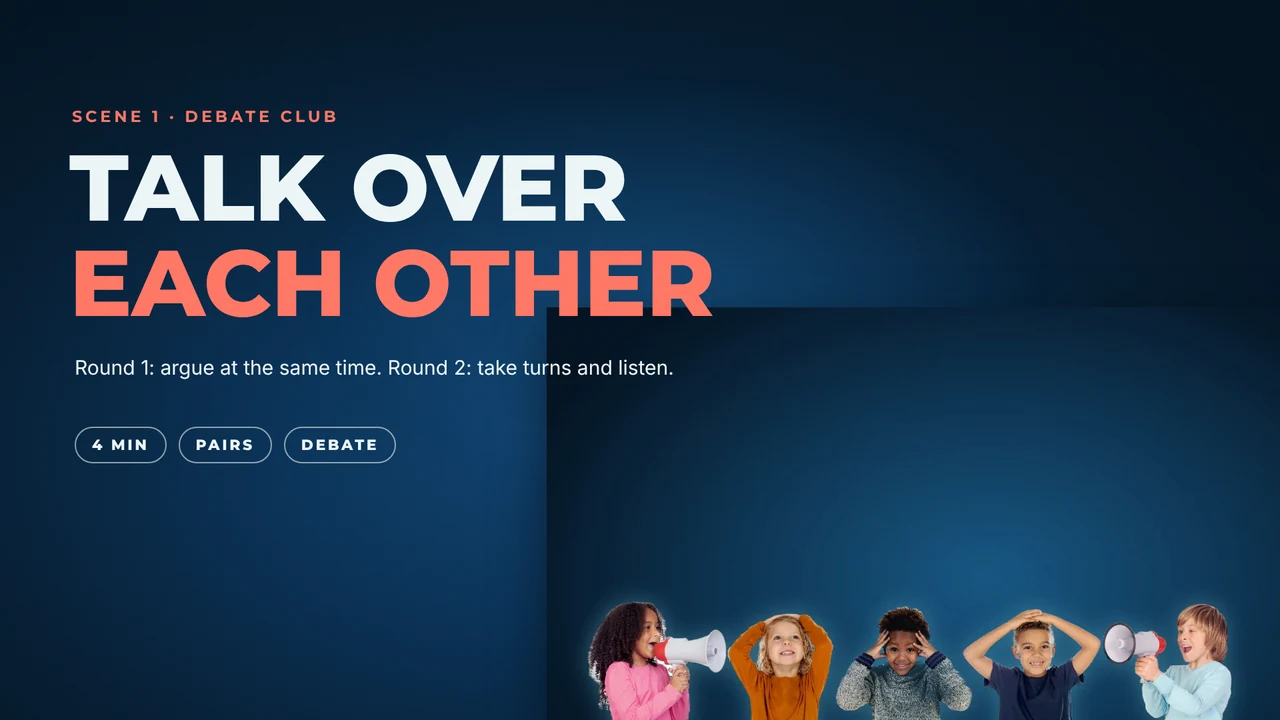 SCENE 1 · DEBATE CLUB
TALK OVER
EACH OTHER
Round 1: argue at the same time. Round 2: take turns and listen.
4 MIN
PAIRS
DEBATE